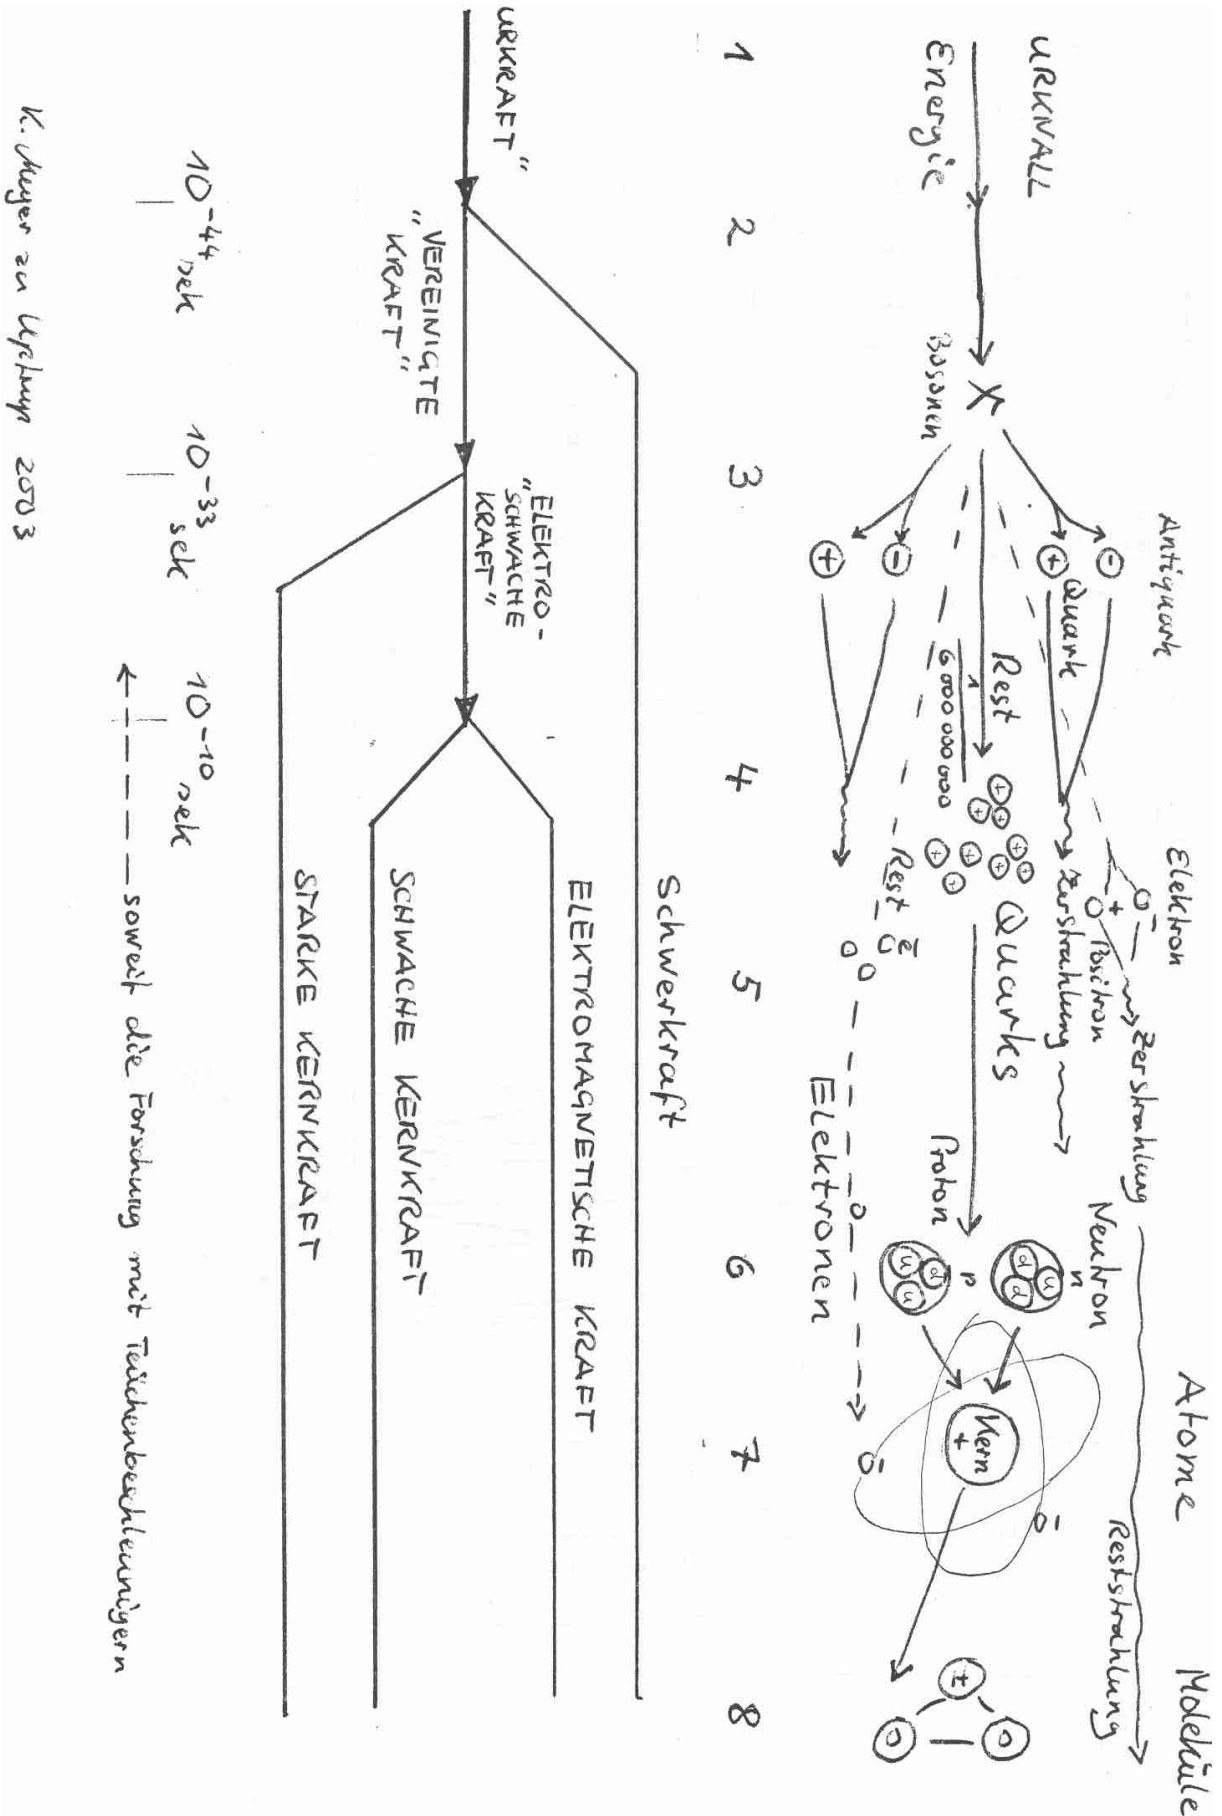 Antiquark
Elektron
Atome
Moleküle
URKNALL
Energie
Bosonen
X
Quark
Rest
1
6000 000 000
Zerstrahlung
Positron
Zerstrahlung
Neutron
n
Reststrahlung
Quarks
Proton
p
d u d
u d u
Kern
+
Rest
e
Elektronen
1 2 3 4 5 6 7 8
URKRAFT"
„VEREINIGTE
KRAFT"
„ELEKTRO-
SCHWACHE
KRAFT"
Schwerkraft
ELEKTROMAGNETISCHE KRAFT
SCHWACHE KERNKRAFT
STARKE KERNKRAFT
10-44 sek
10-33 sek
10-10 sek
soweit die Forschung mit Teilchenbeschleunigern
K. Meyer zu Uptrup 2003